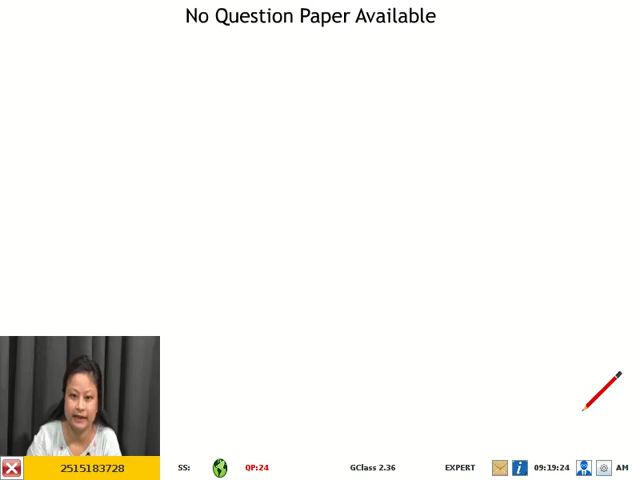 No Question Paper Available
2515183728 SS: QP:24 GClass 2.36 EXPERT i 09:19:24 AM